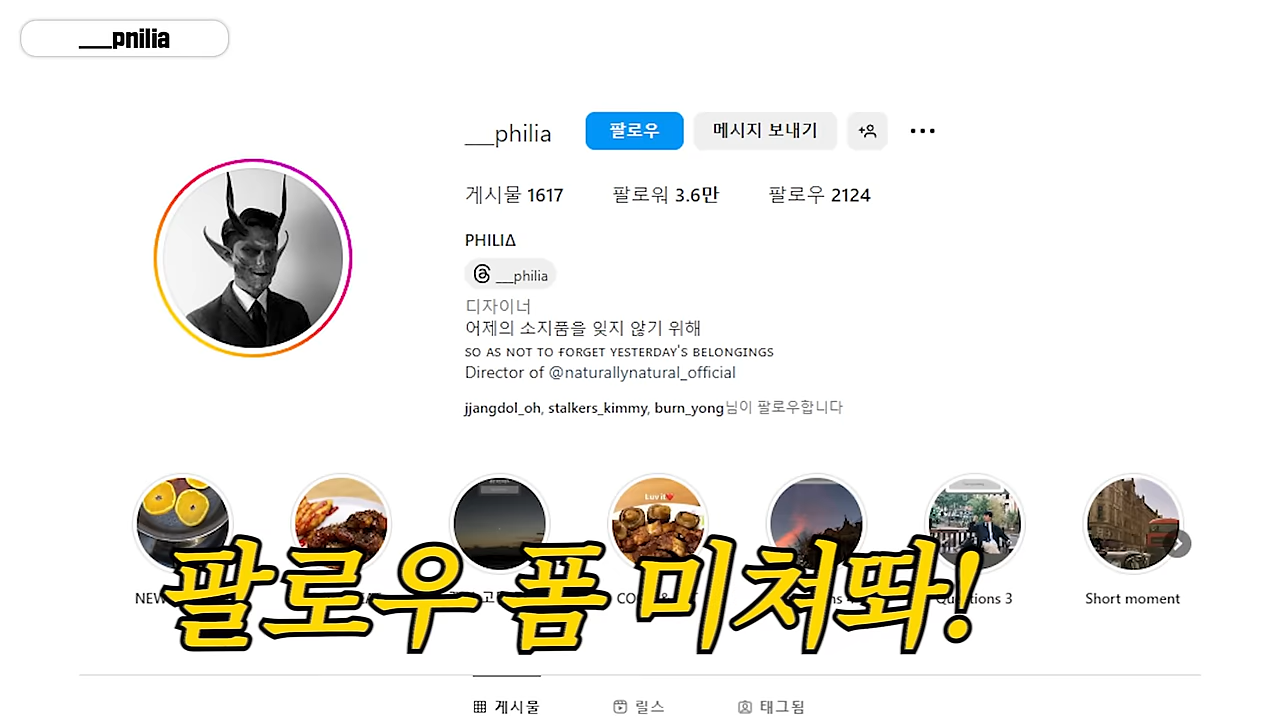 ___pnilia
___philia 팔로우 메시지 보내기
게시물 1617 팔로워 3.6만 팔로우 2124
PHILIΔ
___philia
디자이너
어제의 소지품을 잊지 않기 위해
SO AS NOT TO FORGET YESTERDAY'S BELONGINGS
Director of @naturallynatural_official
jjangdol_oh, stalkers_kimmy, burn_yong님이 팔로우합니다
Luv it❤
NEW Short moment
팔로우 폼 미쳐똬!
게시물 릴스 태그됨